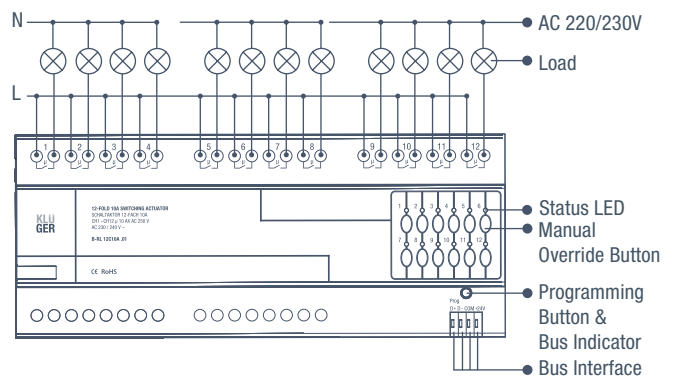 N
AC 220/230V
Load
L
1 2 3 4 5 6 7 8 9 10 11 12
µ µ µ µ µ µ µ µ µ µ µ µ
KLÜ
GER
12-FOLD 10A SWITCHING ACTUATOR
SCHALTAKTOR 12-FACH 10A
CH1 -CH12 µ 10 AX AC 250 V
AC 230 / 240 V ~
B-RL 12C10A .01
CE RoHS
1 2 3 4 5 6
7 8 9 10 11 12
Status LED
Manual
Override Button
Prog
D+ D- COM +24V
Programming
Button &
Bus Indicator
Bus Interface